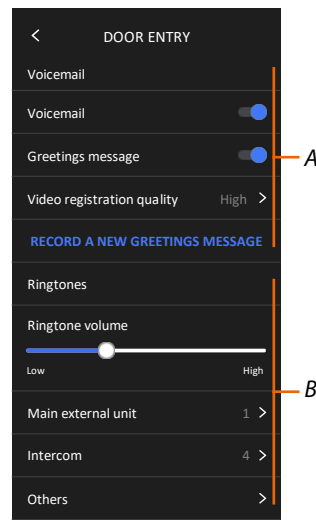 DOOR ENTRY
Voicemail
Voicemail
Greetings message
A
Video registration quality High
RECORD A NEW GREETINGS MESSAGE
Ringtones
Ringtone volume
Low High
B
Main external unit 1
Intercom 4
Others